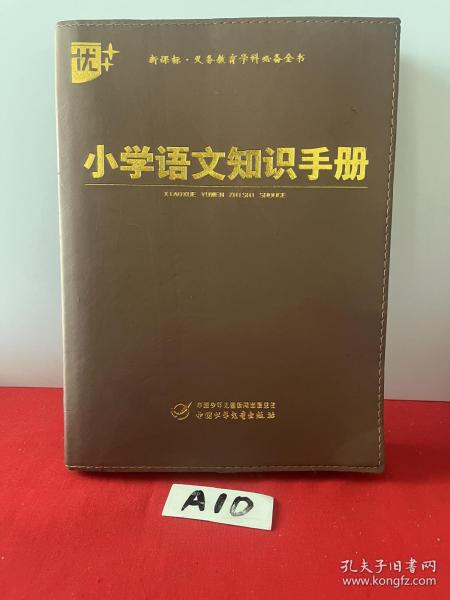 优
新课标·义务教育学科必备全书
小学语文知识手册
XIAOXUE YUWEN ZHISHI SHOUCE
中国少年儿童新闻出版总社
中国少年儿童出版社
A10
孔夫子旧书网
www.kongfz.com